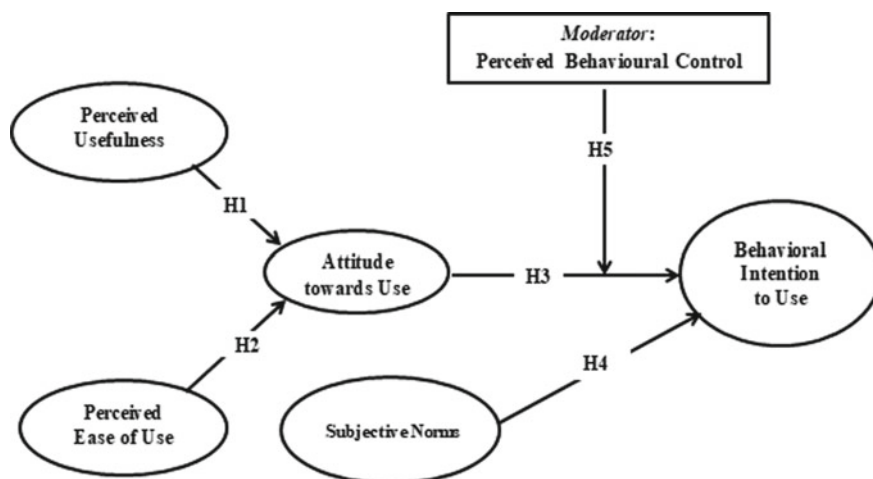 Moderator:
Perceived Behavioural Control
Perceived
Usefulness
H5
H1
Attitude
towards Use
H3
Behavioral
Intention
to Use
H2
H4
Perceived
Ease of Use
Subjective Norms